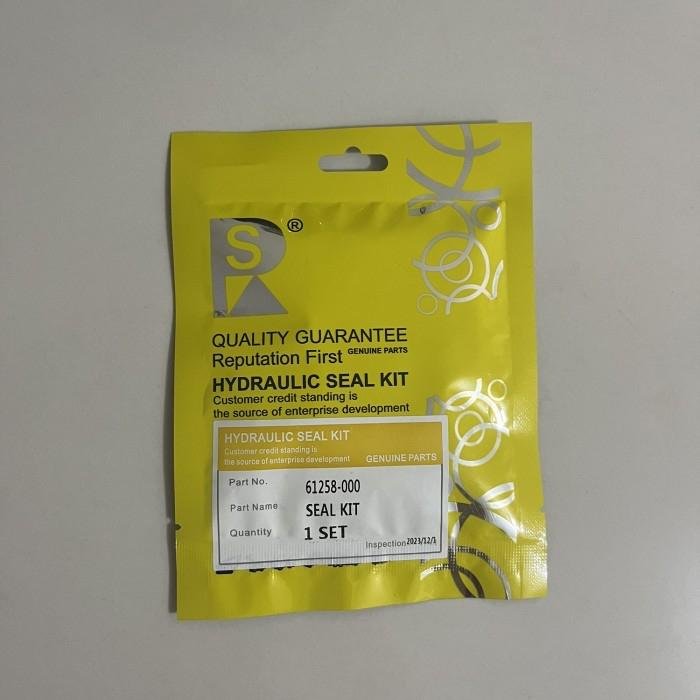 S
®
QUALITY GUARANTEE
Reputation First GENUINE PARTS
HYDRAULIC SEAL KIT
Customer credit standing is
the source of enterprise development
HYDRAULIC SEAL KIT
Customer credit standing is
the source of enterprise development GENUINE PARTS
Part No. 61258-000
Part Name SEAL KIT
Quantity 1 SET
Inspection 2023/12/1